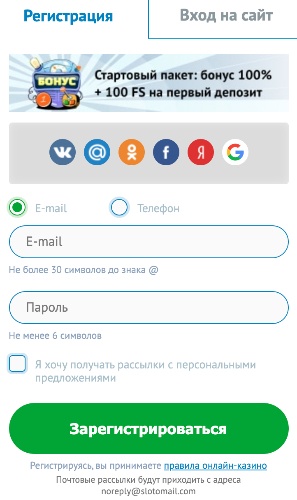 Регистрация
Вход на сайт
БОНУС
Стартовый пакет: бонус 100%
+ 100 FS на первый депозит
E-mail
Телефон
E-mail
Не более 30 символов до знака @
Пароль
Не менее 6 символов
Я хочу получать рассылки с персональными
предложениями
Зарегистрироваться
Регистрируясь, вы принимаете правила онлайн-казино
Почтовые рассылки будут приходить с адреса
noreply@slotomail.com